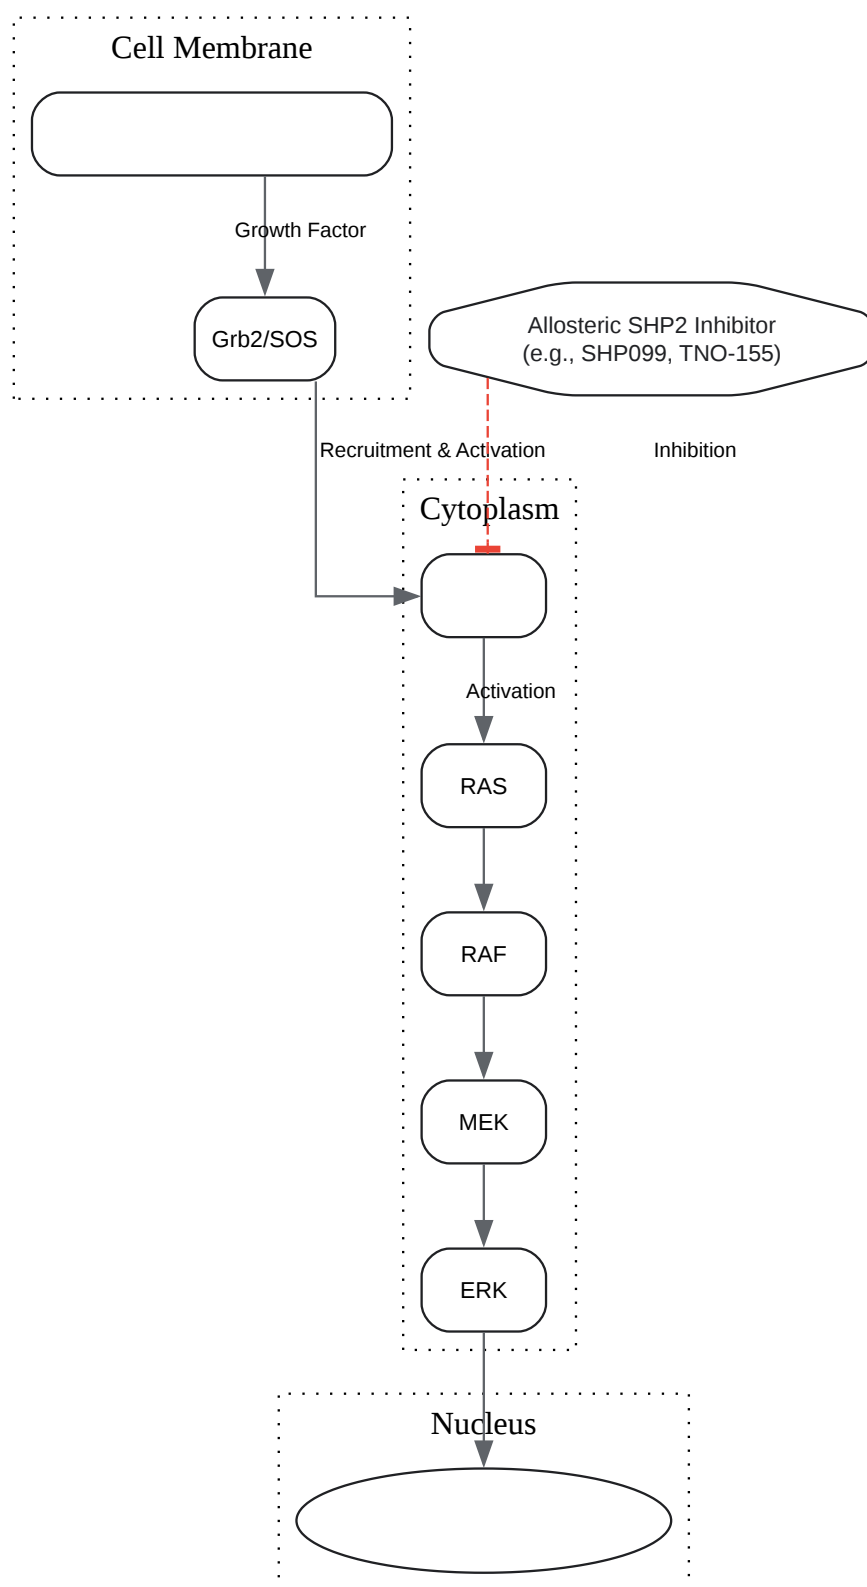 Cell Membrane
Growth Factor
Grb2/SOS
Allosteric SHP2 Inhibitor
(e.g., SHP099, TNO-155)
Recruitment & Activation
Inhibition
Cytoplasm
Activation
RAS
RAF
MEK
ERK
Nucleus